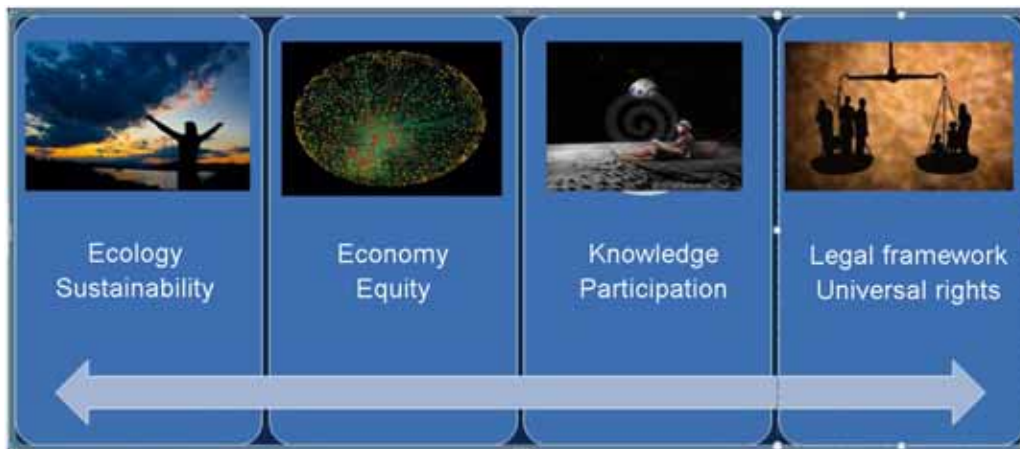 Ecology
Sustainability
Economy
Equity
Knowledge
Participation
Legal framework
Universal rights